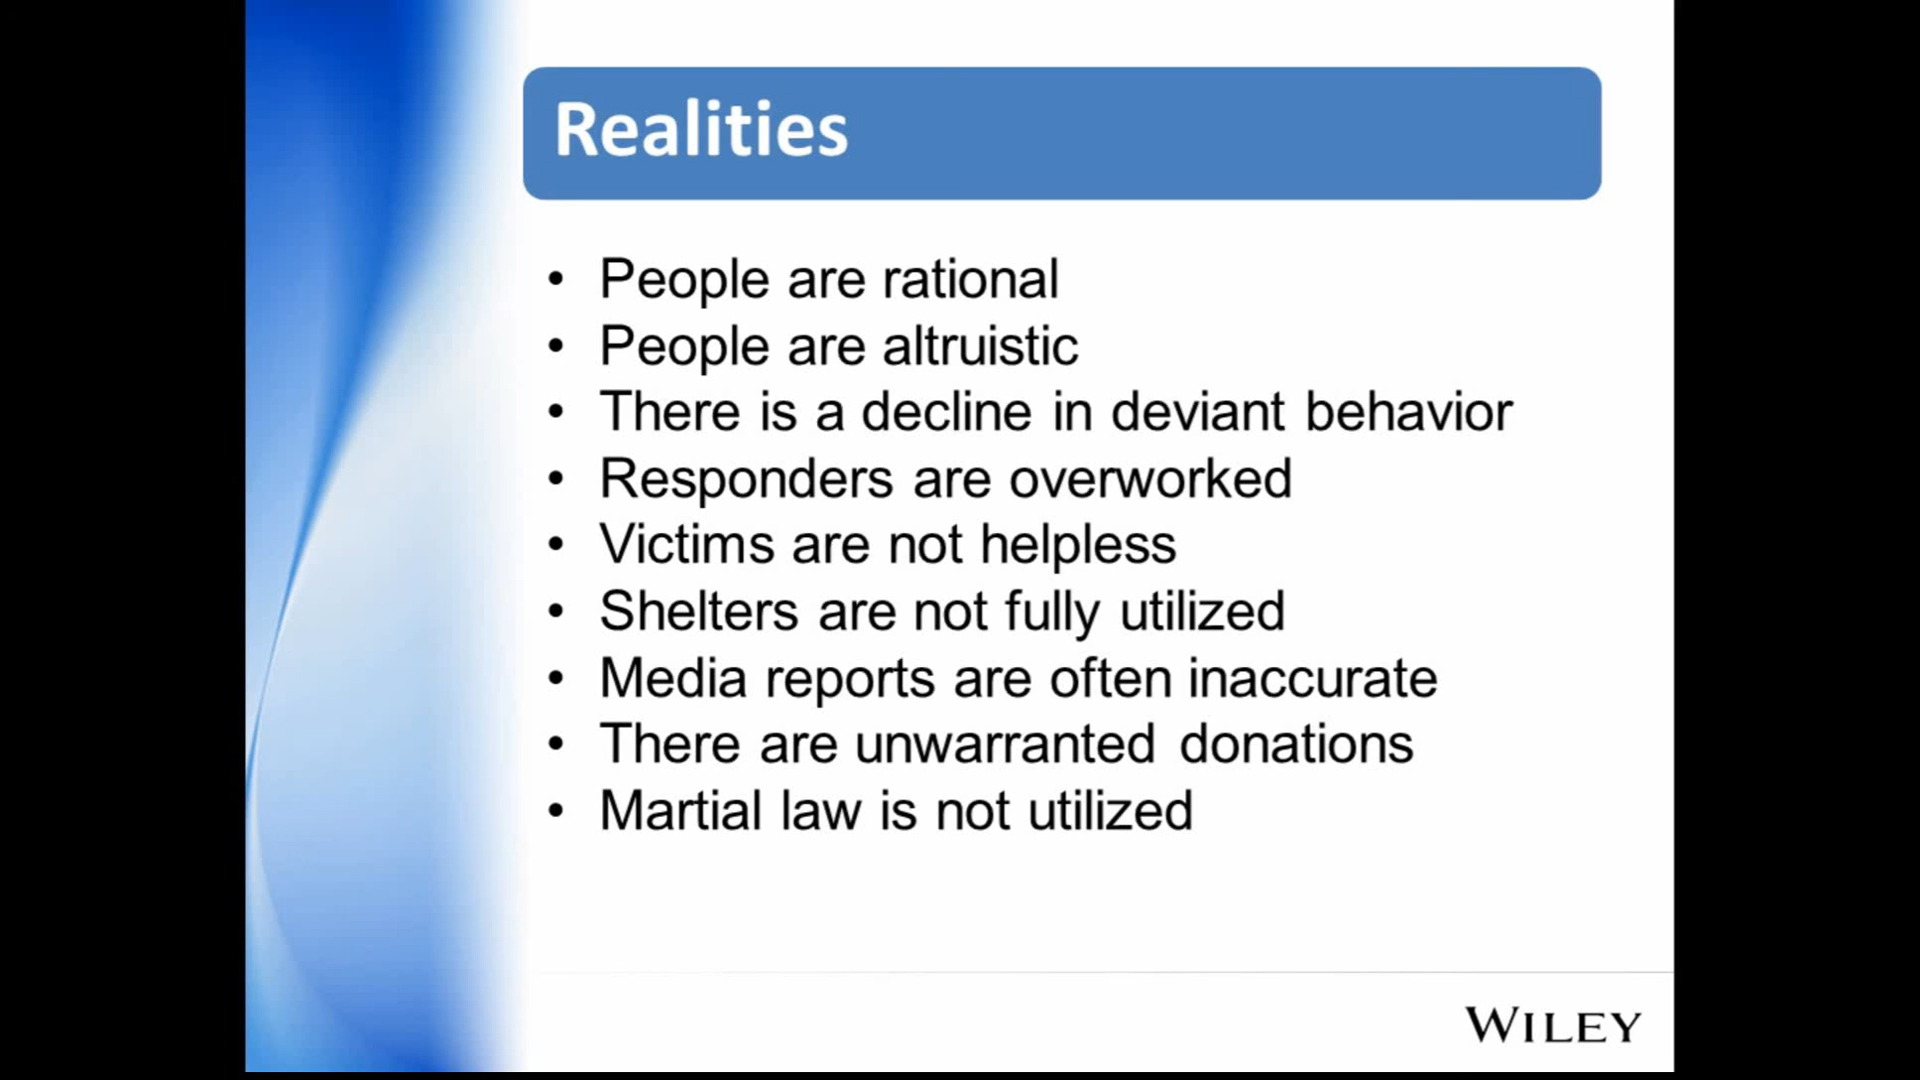 Realities
• People are rational
• People are altruistic
• There is a decline in deviant behavior
• Responders are overworked
• Victims are not helpless
• Shelters are not fully utilized
• Media reports are often inaccurate
• There are unwarranted donations
• Martial law is not utilized
WILEY